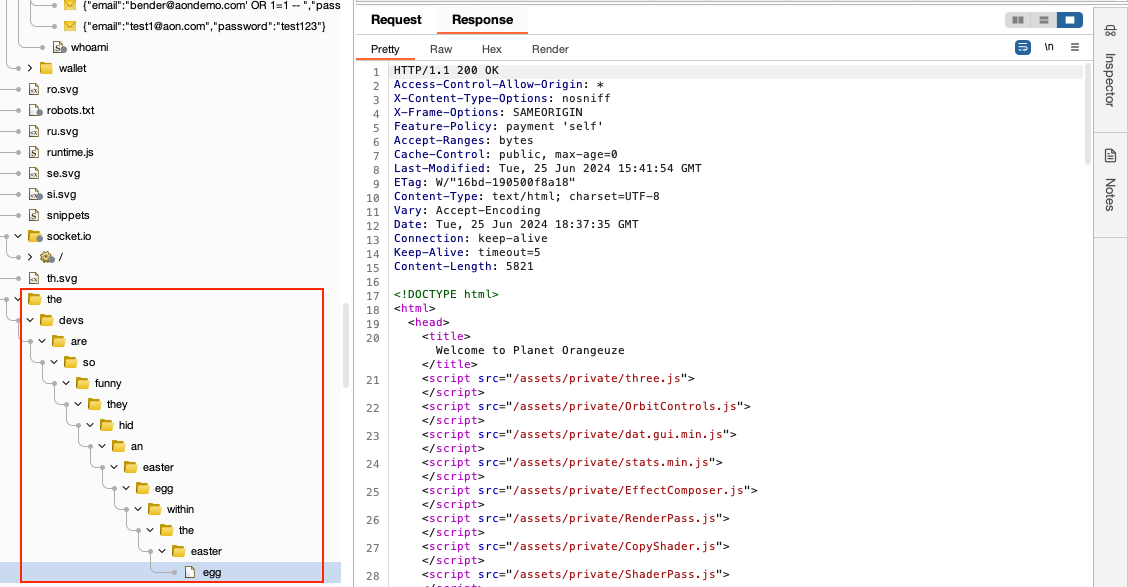 {"email":"bender@aondemo.com' OR 1=1 -- ","pass
{"email":"test1@aon.com","password":"test123"}
whoami
wallet
ro.svg
robots.txt
ru.svg
runtime.js
se.svg
si.svg
snippets
socket.io
/
th.svg
the
devs
are
so
funny
they
hid
an
easter
egg
within
the
easter
egg
Request Response
Pretty Raw Hex Render
\n
1 HTTP/1.1 200 OK
2 Access-Control-Allow-Origin: *
3 X-Content-Type-Options: nosniff
4 X-Frame-Options: SAMEORIGIN
5 Feature-Policy: payment 'self'
6 Accept-Ranges: bytes
7 Cache-Control: public, max-age=0
8 Last-Modified: Tue, 25 Jun 2024 15:41:54 GMT
9 ETag: W/"16bd-190500f8a18"
10 Content-Type: text/html; charset=UTF-8
11 Vary: Accept-Encoding
12 Date: Tue, 25 Jun 2024 18:37:35 GMT
13 Connection: keep-alive
14 Keep-Alive: timeout=5
15 Content-Length: 5821
16
17 <!DOCTYPE html>
18 <html>
19 <head>
20 <title>
Welcome to Planet Orangeuze
</title>
21 <script src="/assets/private/three.js">
</script>
22 <script src="/assets/private/OrbitControls.js">
</script>
23 <script src="/assets/private/dat.gui.min.js">
</script>
24 <script src="/assets/private/stats.min.js">
</script>
25 <script src="/assets/private/EffectComposer.js">
</script>
26 <script src="/assets/private/RenderPass.js">
</script>
27 <script src="/assets/private/CopyShader.js">
</script>
28 <script src="/assets/private/ShaderPass.js">
Inspector
Notes